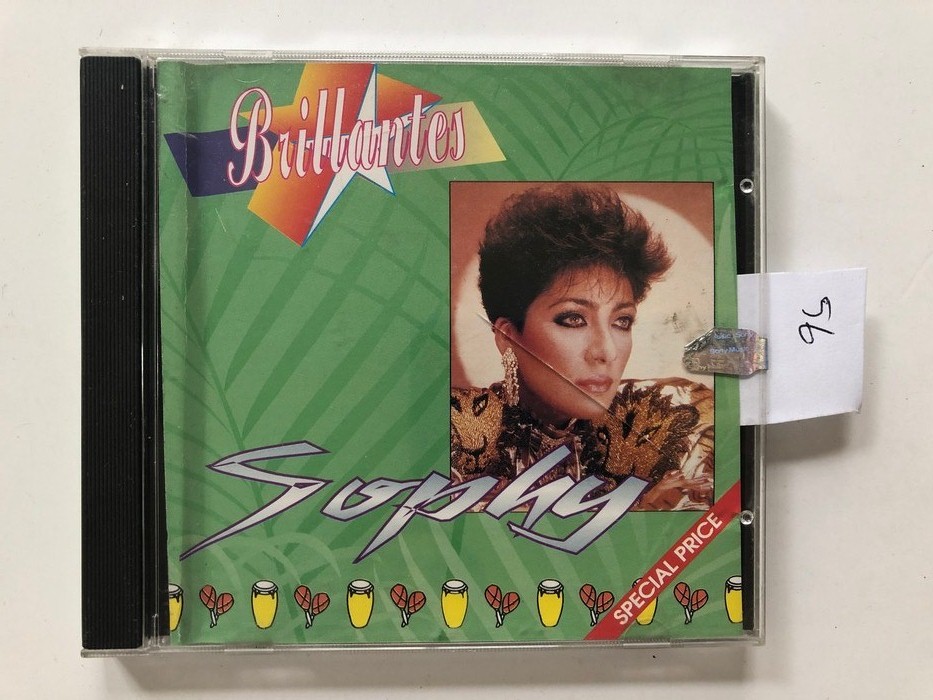 Brillantes
Sophy
SPECIAL PRICE
95